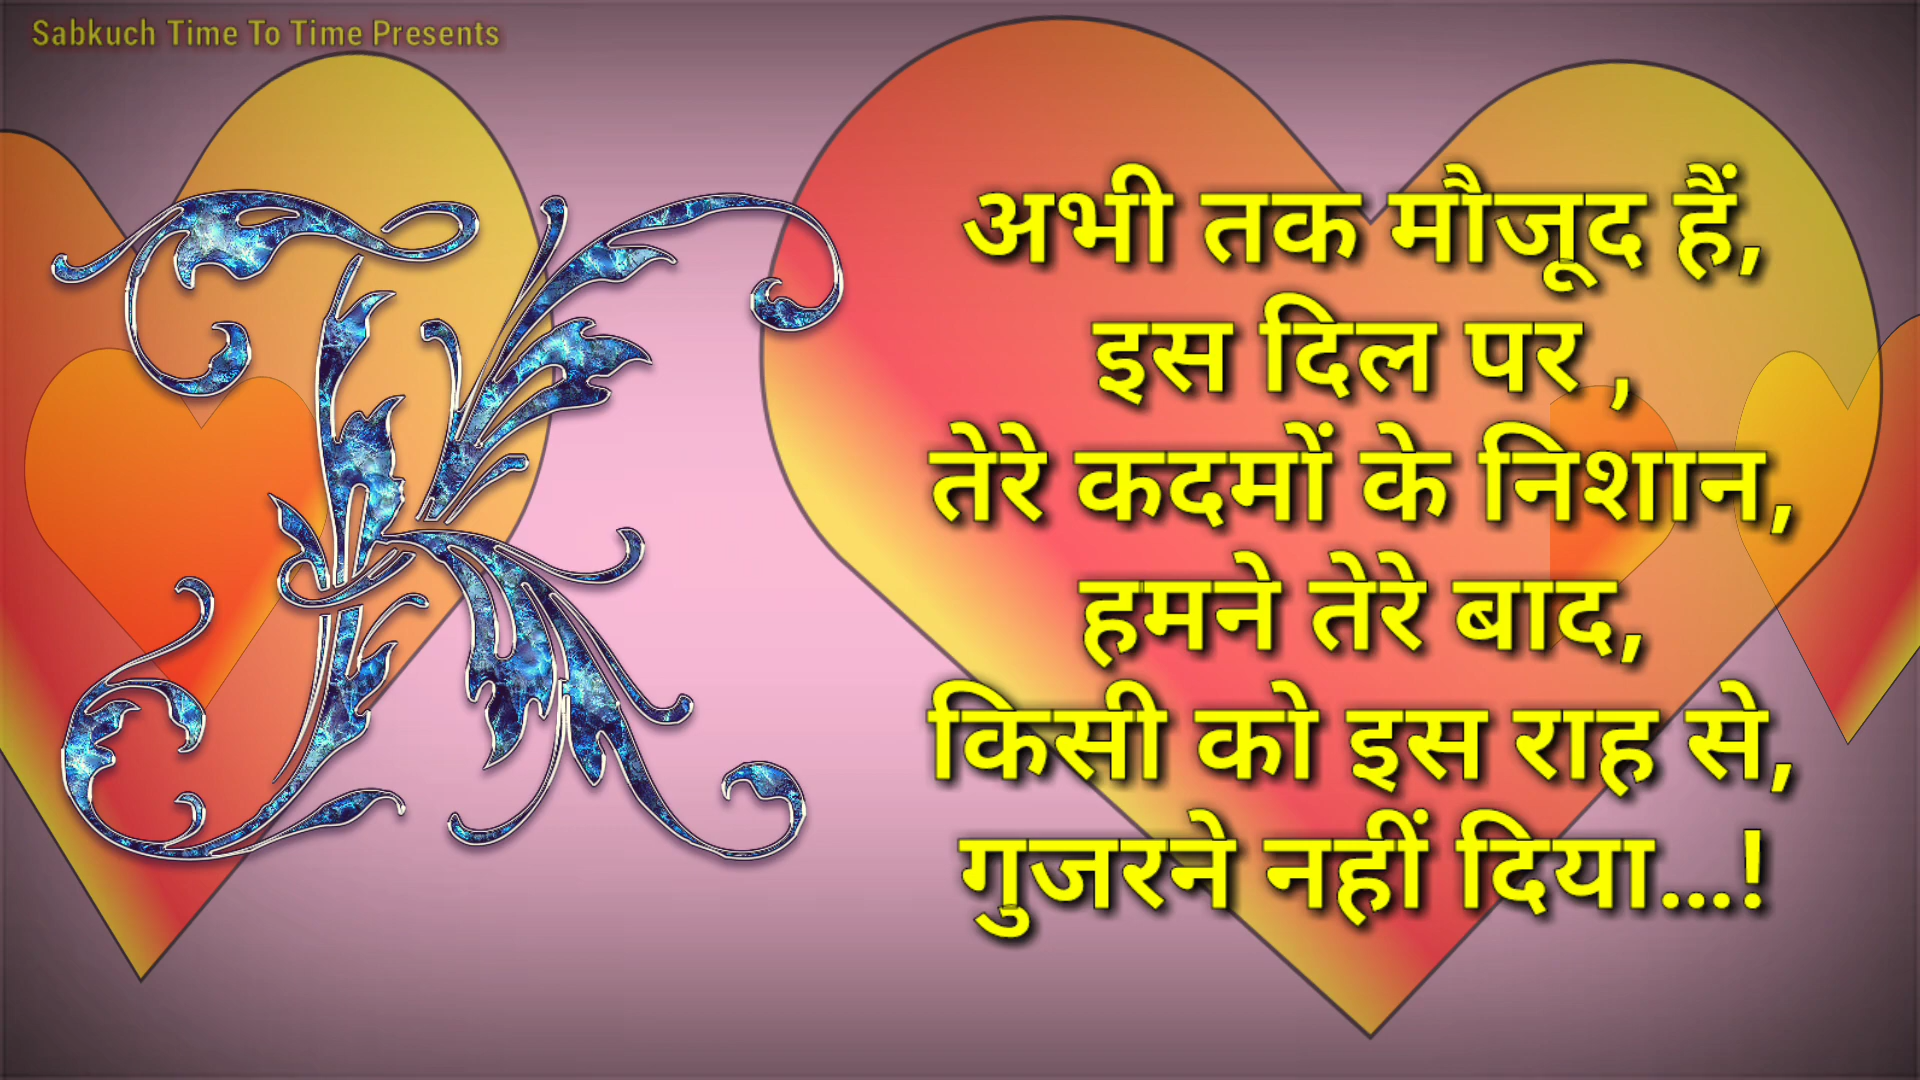 Sabkuch Time To Time Presents
K
अभी तक मौजूद हैं,
इस दिल पर ,
तेरे कदमों के निशान,
हमने तेरे बाद,
किसी को इस राह से,
गुजरने नहीं दिया...!